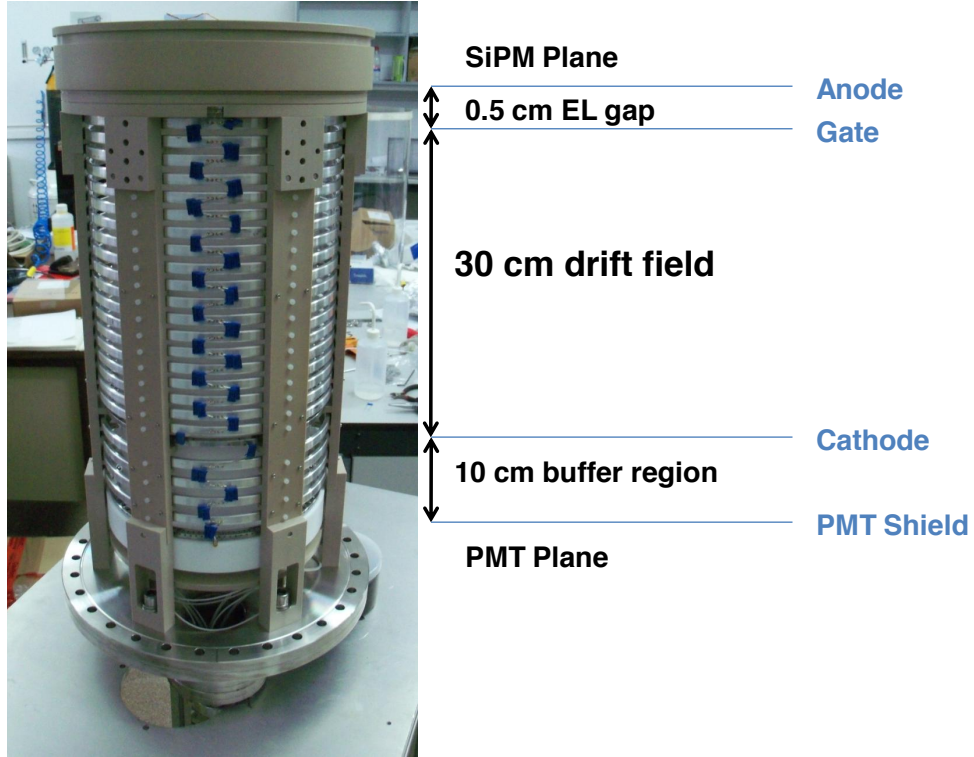 SiPM Plane
Anode
0.5 cm EL gap
Gate
30 cm drift field
Cathode
10 cm buffer region
PMT Shield
PMT Plane